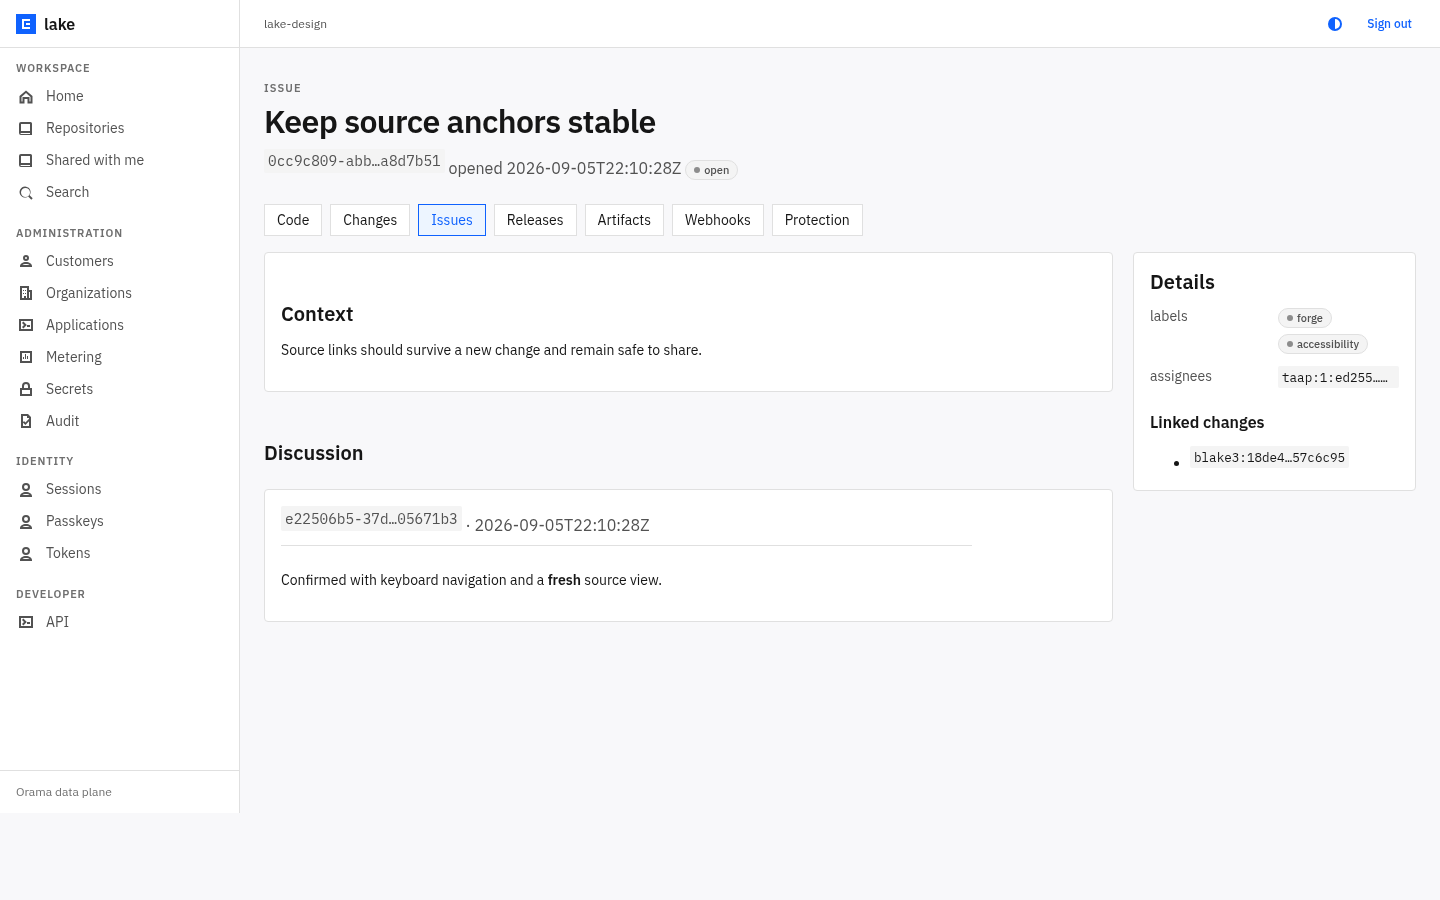 lake
lake-design
Sign out
WORKSPACE
Home
Repositories
Shared with me
Search
ADMINISTRATION
Customers
Organizations
Applications
Metering
Secrets
Audit
IDENTITY
Sessions
Passkeys
Tokens
DEVELOPER
API
Orama data plane
ISSUE
Keep source anchors stable
0cc9c809-abb…a8d7b51 opened 2026-09-05T22:10:28Z open
Code Changes Issues Releases Artifacts Webhooks Protection
Context
Source links should survive a new change and remain safe to share.
Discussion
e22506b5-37d…05671b3 · 2026-09-05T22:10:28Z
Confirmed with keyboard navigation and a fresh source view.
Details
labels forge
accessibility
assignees taap:1:ed255……
Linked changes
blake3:18de4…57c6c95